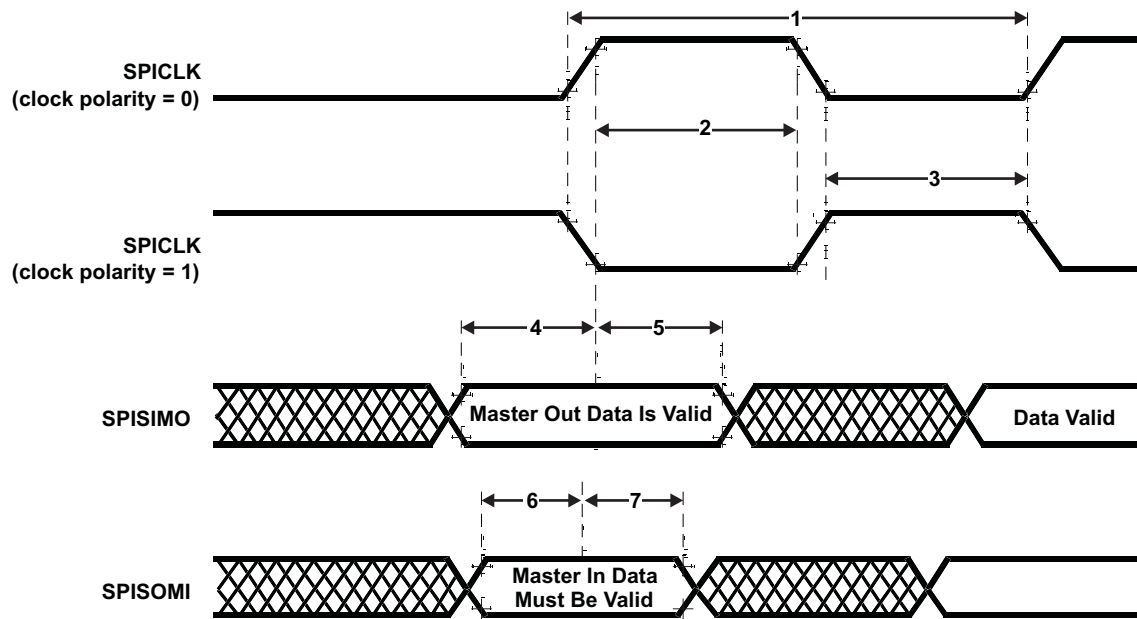 1
SPICLK
(clock polarity = 0)
2
3
SPICLK
(clock polarity = 1)
4
5
SPISIMO
Master Out Data Is Valid
Data Valid
6
7
SPISOMI
Master In Data
Must Be Valid